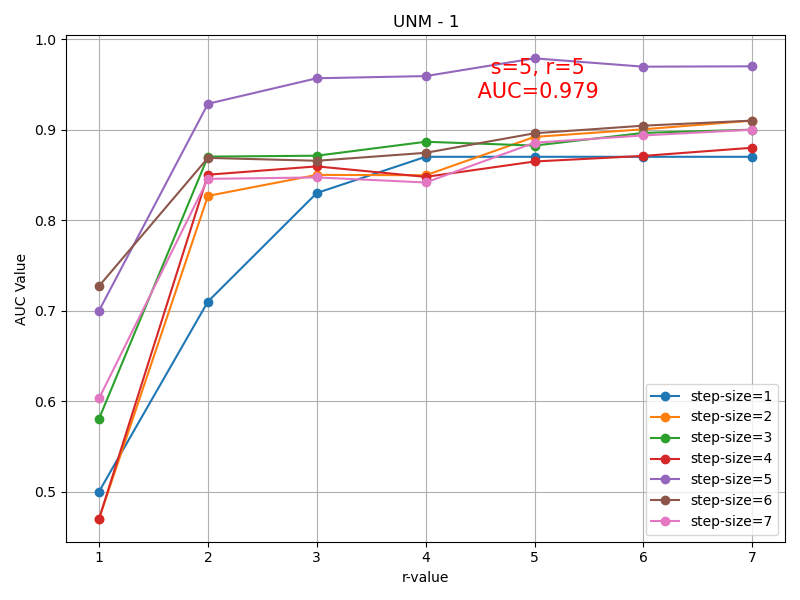 UNM - 1
s=5, r=5
AUC=0.979
AUC Value
1.0
0.9
0.8
0.7
0.6
0.5
step-size=1
step-size=2
step-size=3
step-size=4
step-size=5
step-size=6
step-size=7
1 2 3 4 5 6 7
r-value